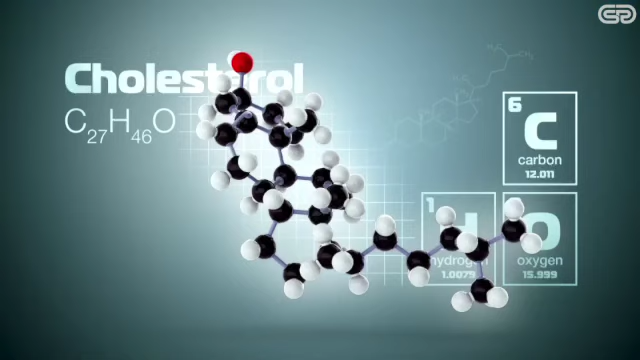 Cholesterol
C27H46O
6
C
carbon
12.011
1
H
hydrogen
1.0079
O
oxygen
15.999